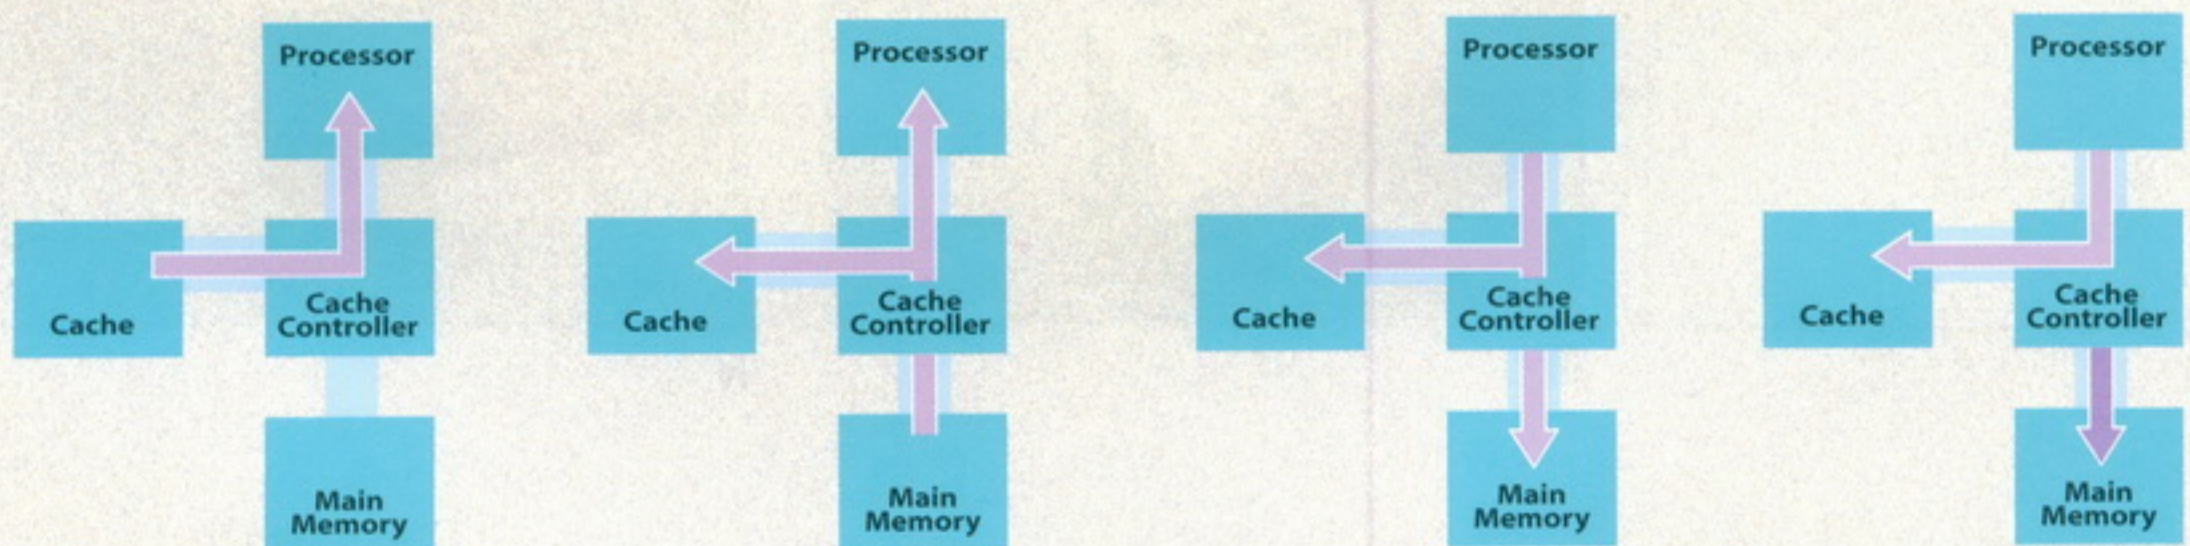 Processor
Cache
Cache
Controller
Main
Memory
Processor
Cache
Cache
Controller
Main
Memory
Processor
Cache
Cache
Controller
Main
Memory
Processor
Cache
Cache
Controller
Main
Memory